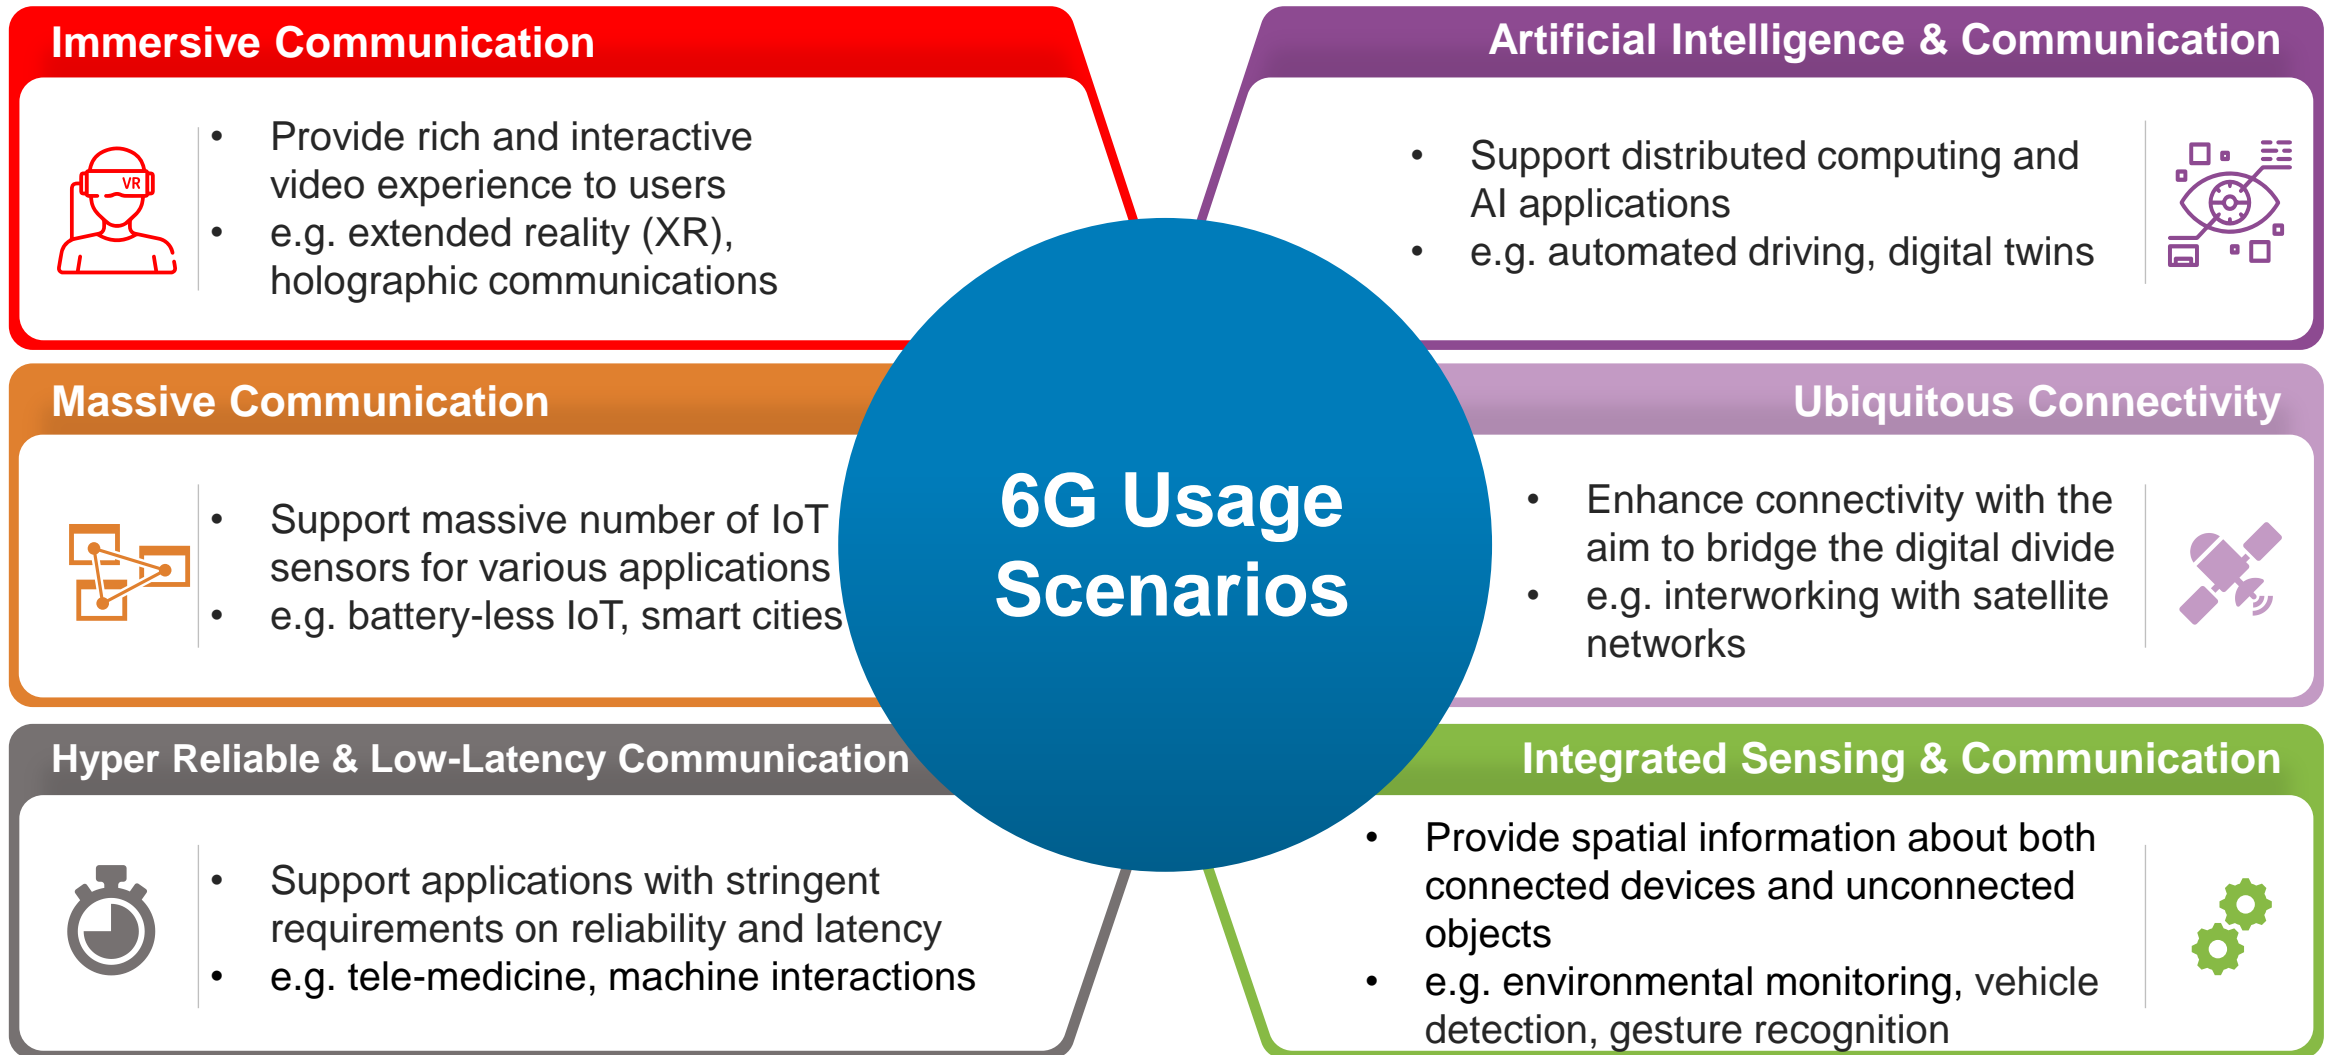 Immersive Communication
VR
• Provide rich and interactive
video experience to users
• e.g. extended reality (XR),
holographic communications
Massive Communication
• Support massive number of IoT
sensors for various applications
• e.g. battery-less IoT, smart cities
Hyper Reliable & Low-Latency Communication
• Support applications with stringent
requirements on reliability and latency
• e.g. tele-medicine, machine interactions
6G Usage
Scenarios
Artificial Intelligence & Communication
• Support distributed computing and
AI applications
• e.g. automated driving, digital twins
Ubiquitous Connectivity
• Enhance connectivity with the
aim to bridge the digital divide
• e.g. interworking with satellite
networks
Integrated Sensing & Communication
• Provide spatial information about both
connected devices and unconnected
objects
• e.g. environmental monitoring, vehicle
detection, gesture recognition